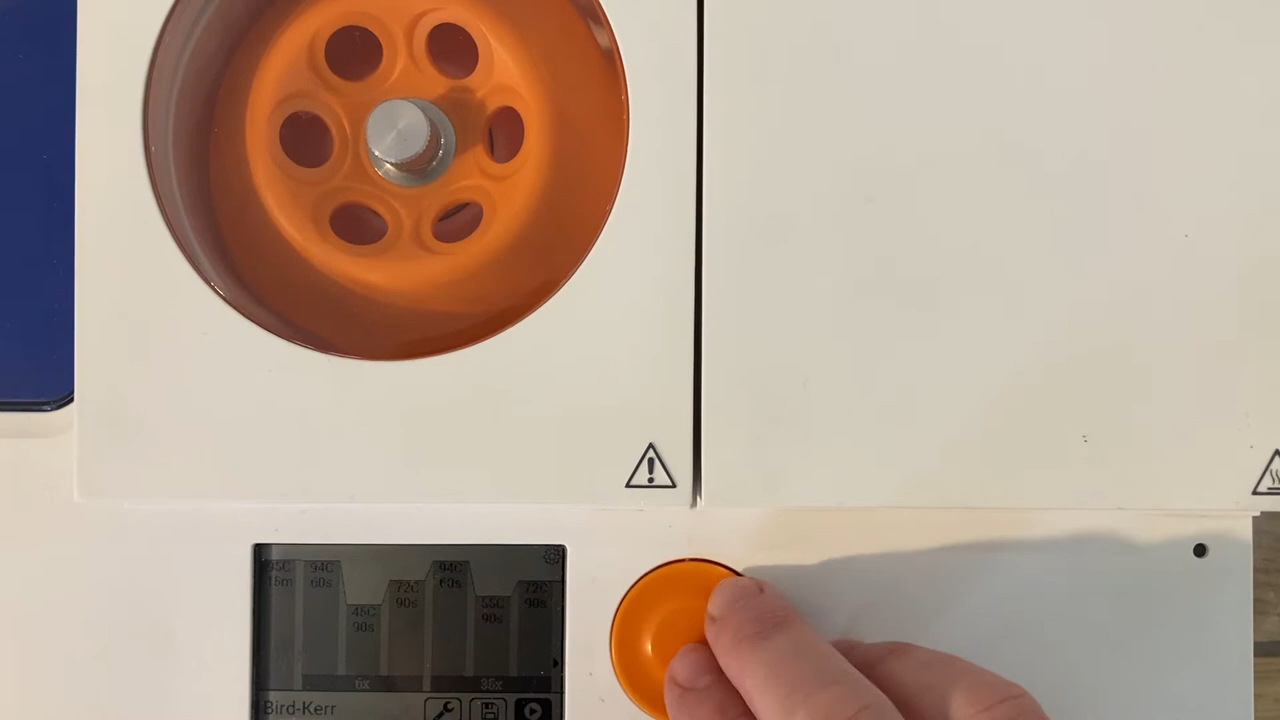 95C 94C 94C
15m 60s 72C 60s 72C
45C 90s 55C 90s
90s 90s
6x 35x
Bird-Kerr